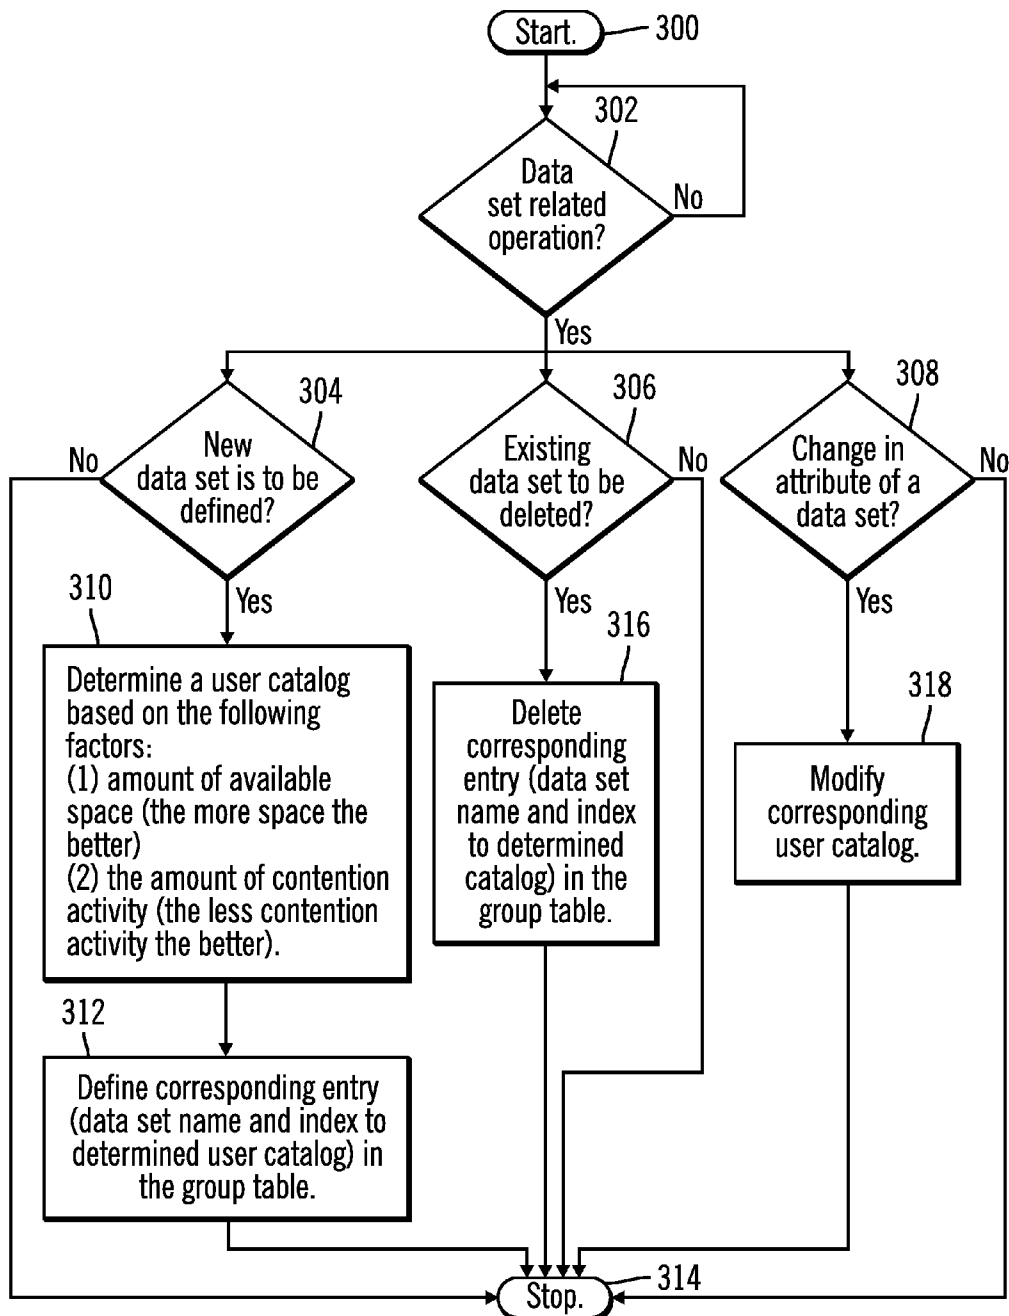 Start.
300
302
Data
set related
operation?
No
Yes
304
New
data set is to be
defined?
No
Yes
306
Existing
data set to be
deleted?
No
Yes
308
Change in
attribute of a
data set?
No
Yes
310
Determine a user catalog
based on the following
factors:
(1) amount of available
space (the more space the
better)
(2) the amount of contention
activity (the less contention
activity the better).
316
Delete
corresponding
entry (data set
name and index
to determined
catalog) in the
group table.
318
Modify
corresponding
user catalog.
312
Define corresponding entry
(data set name and index to
determined user catalog) in
the group table.
314
Stop.